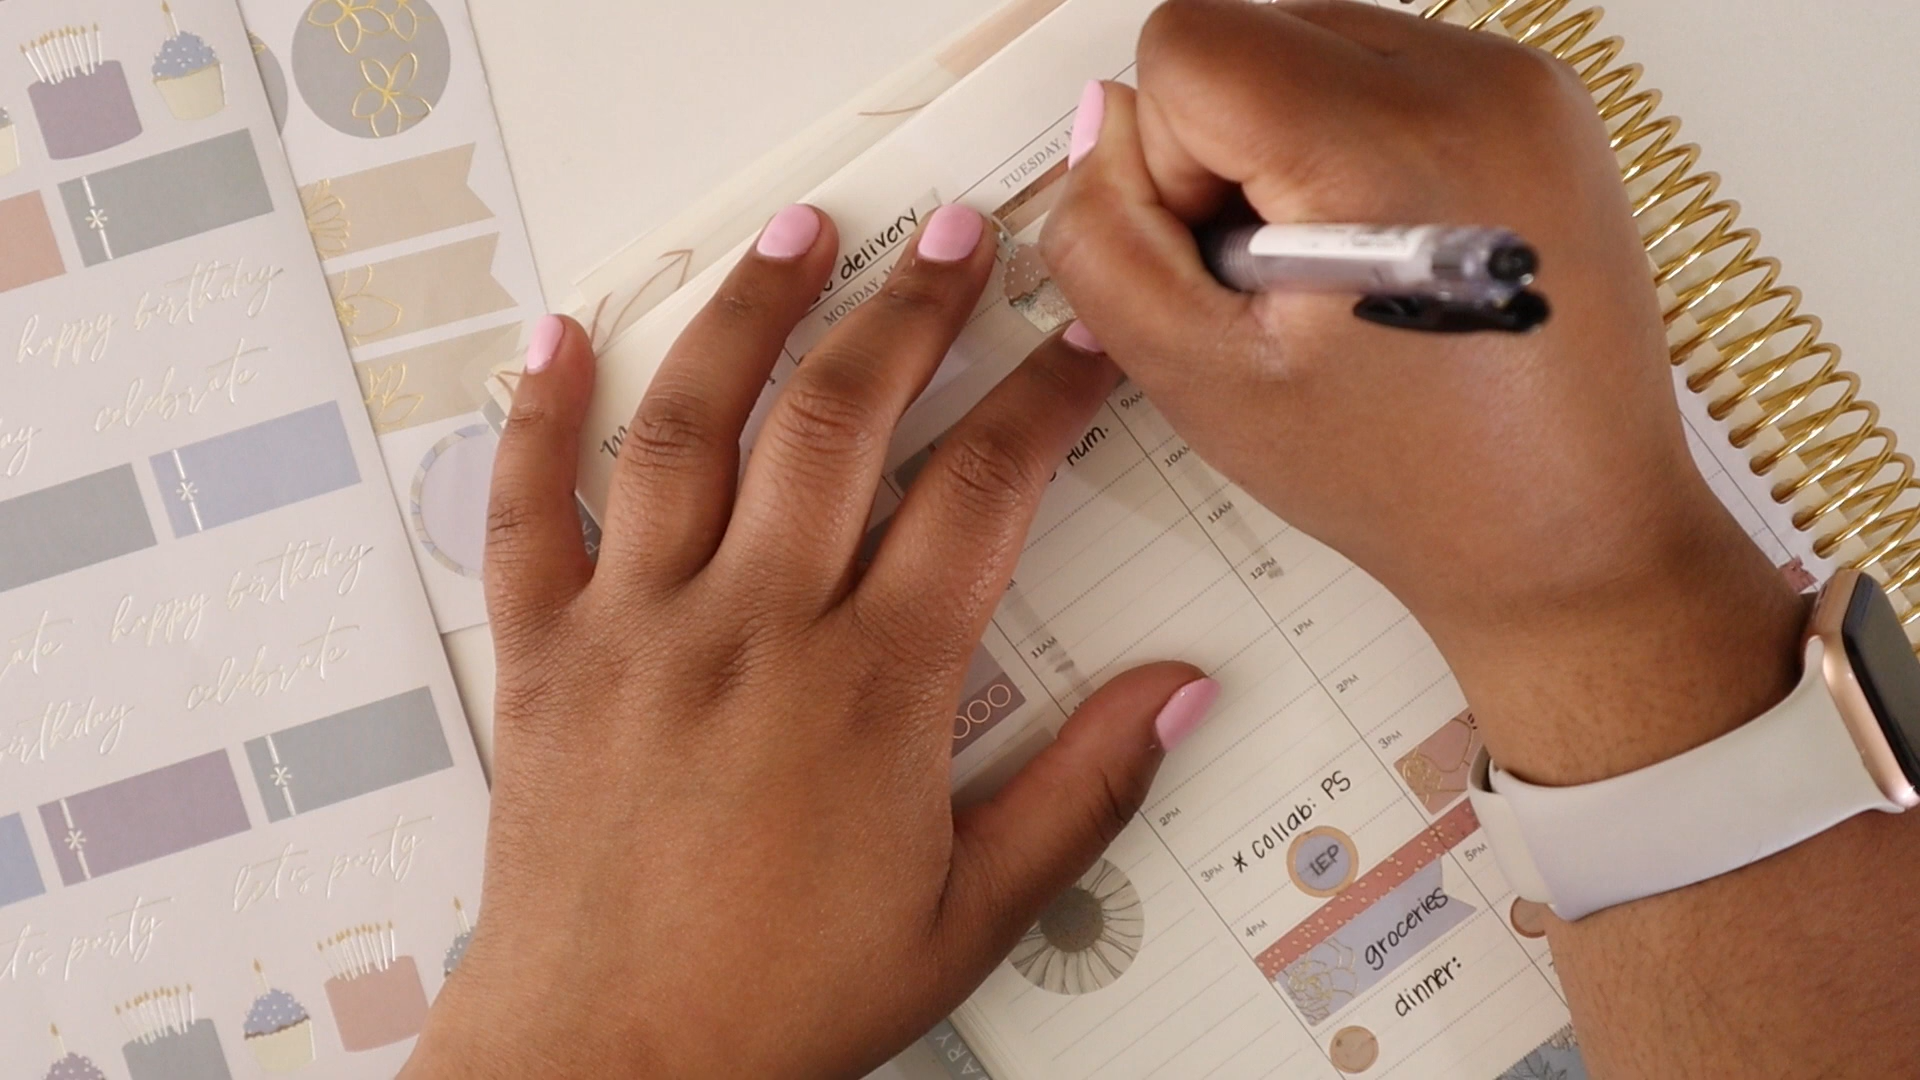 happy birthday
celebrate
happy birthday
celebrate
birthday
let's party
let's party
delivery
MONDAY,
TUESDAY,
9AM
10AM
11AM
12PM
1PM
2PM
3PM
5PM
11AM
2PM
3PM
* collab: PS
IEP
4PM
groceries
dinner: